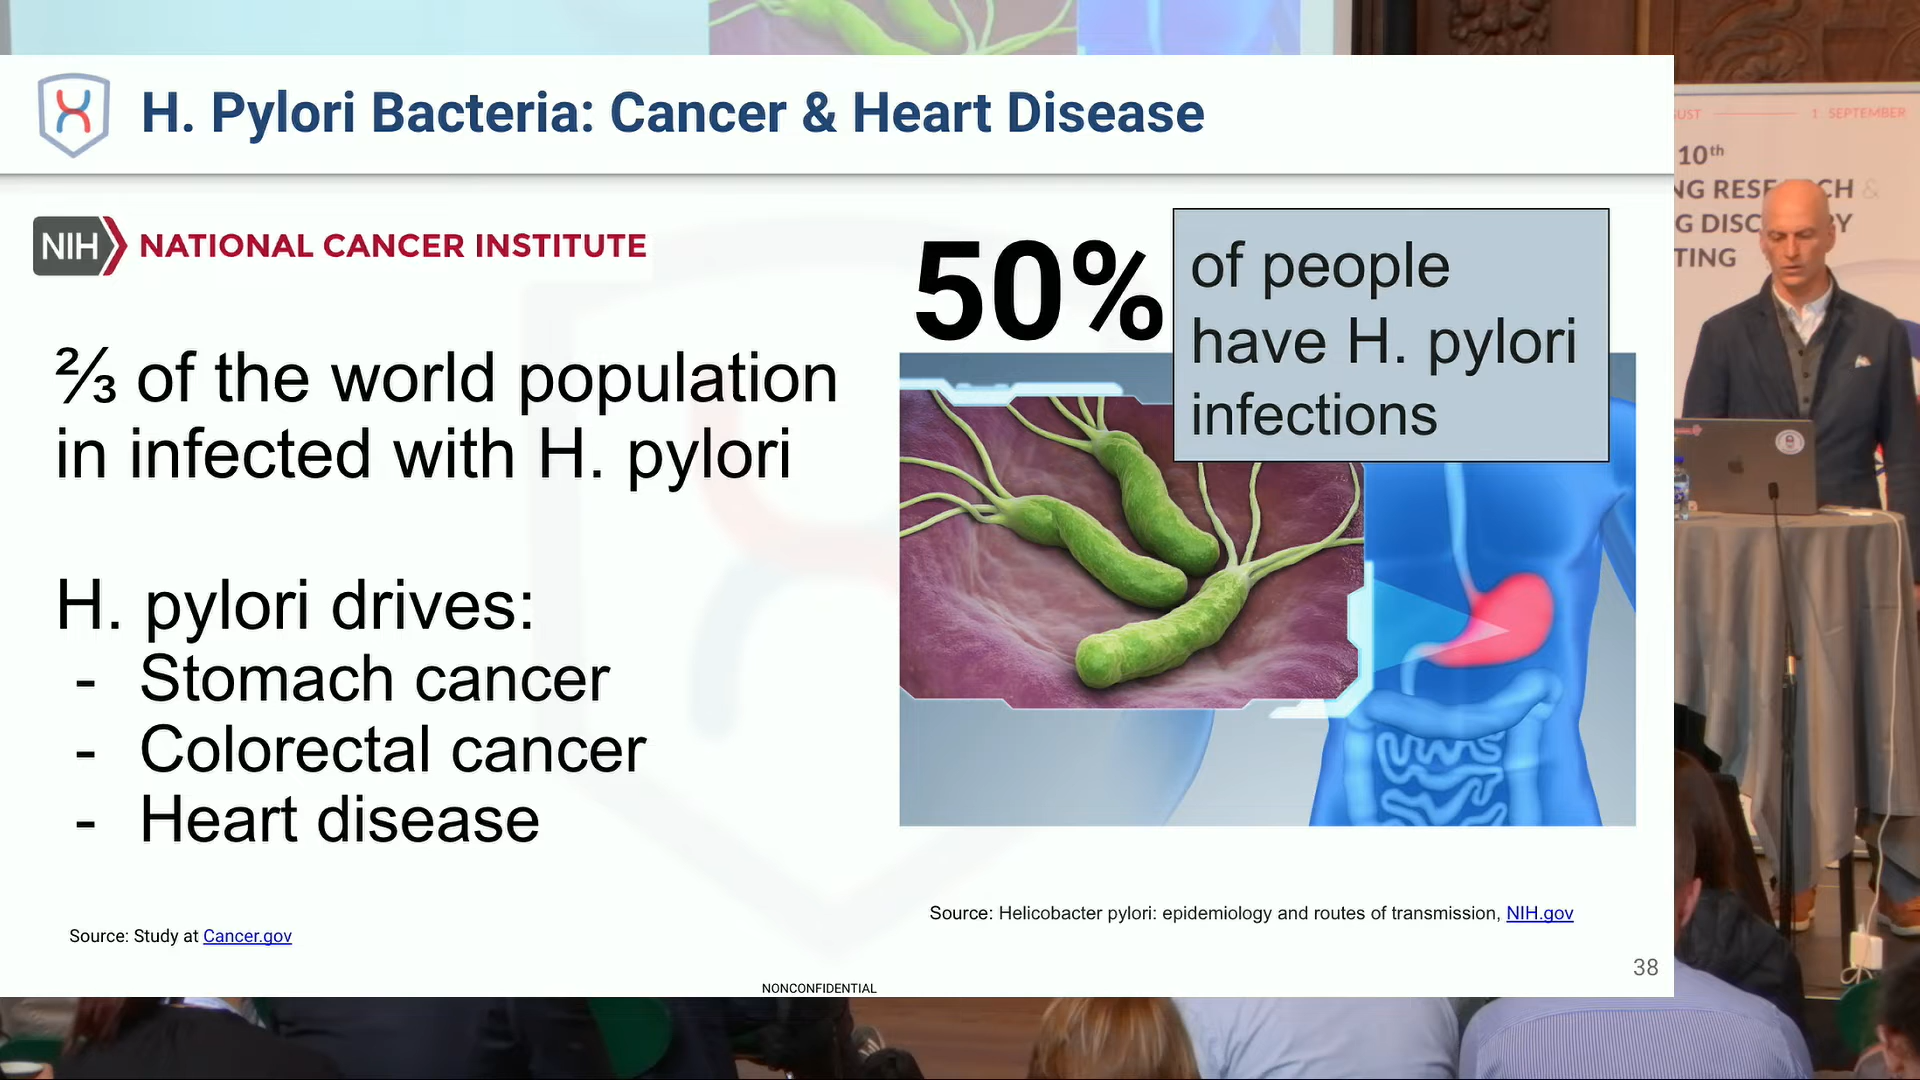 H. Pylori Bacteria: Cancer & Heart Disease
NIH NATIONAL CANCER INSTITUTE
⅔ of the world population
in infected with H. pylori
H. pylori drives:
- Stomach cancer
- Colorectal cancer
- Heart disease
Source: Study at Cancer.gov
50%
of people
have H. pylori
infections
Source: Helicobacter pylori: epidemiology and routes of transmission, NIH.gov
38
NONCONFIDENTIAL
1. SEPTEMBER
10th
&